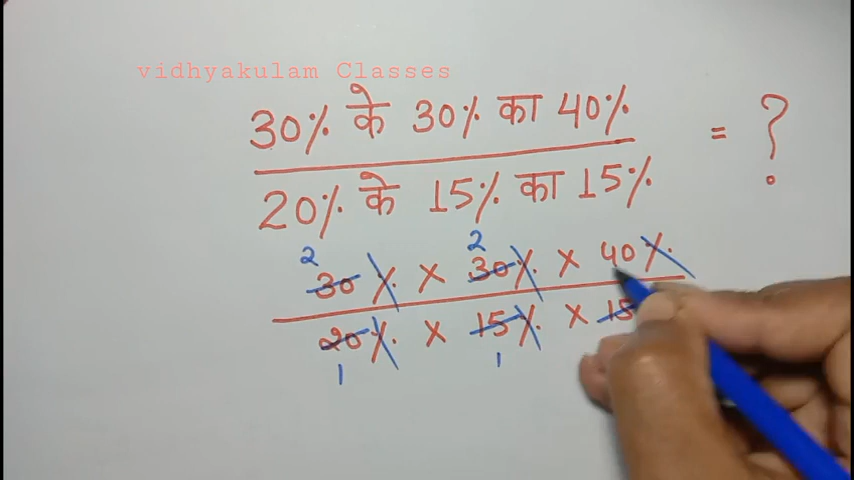 vidhyakulam Classes
30% के 30% का 40%
= ?
20% के 15% का 15%
2 2
30% × 30% × 40%
20% × 15% × 15
1 1